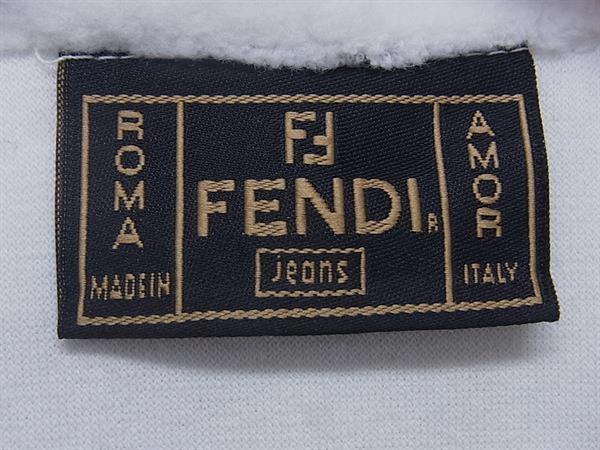 ROMA
MADE IN
FF
FENDI®
jeans
AMOR
ITALY